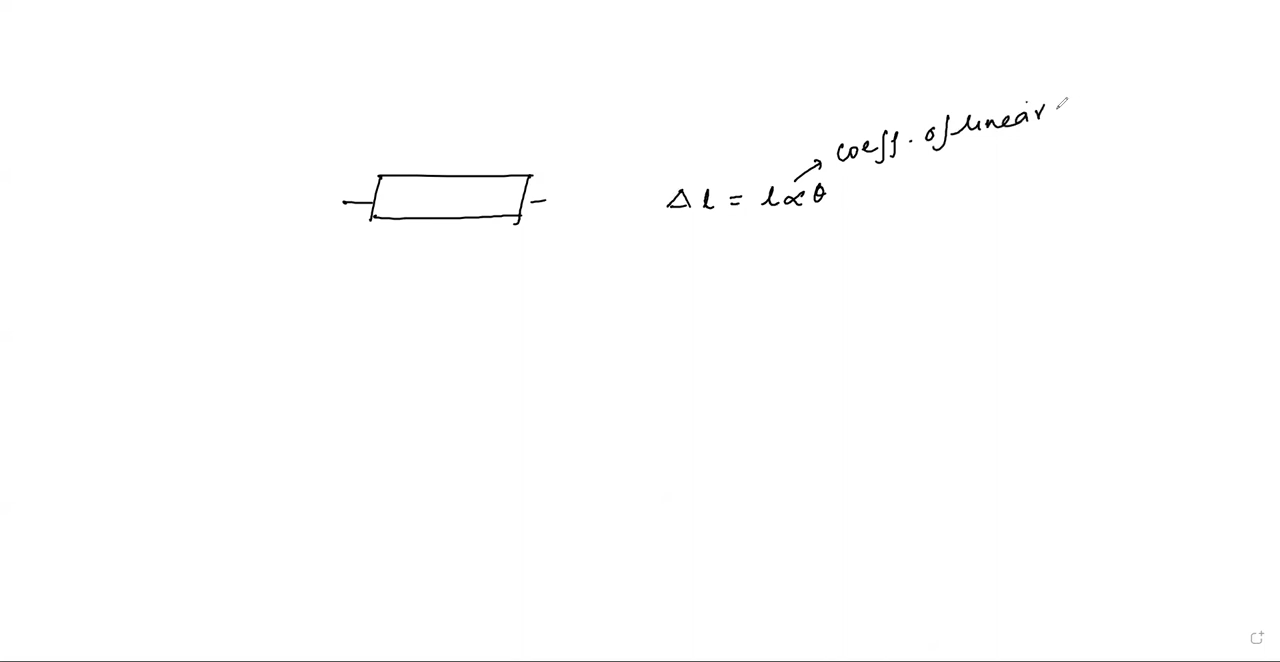 coeff. of linear
Δl = lαθ